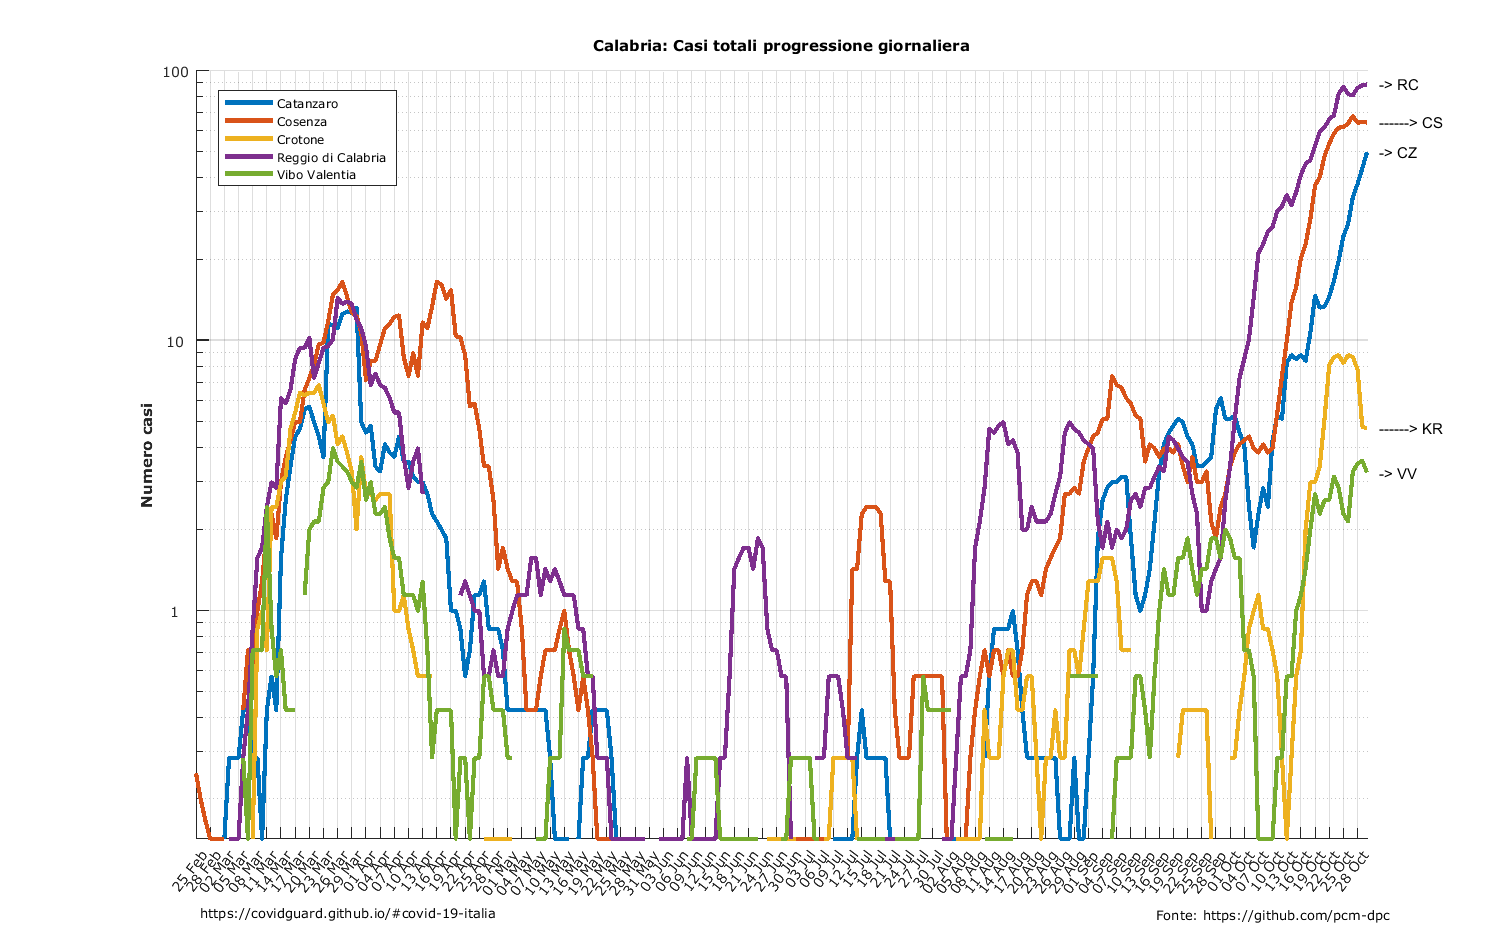 Calabria: Casi totali progressione giornaliera
100
10
1
Numero casi
Catanzaro
Cosenza
Crotone
Reggio di Calabria
Vibo Valentia
-> RC
------> CS
-> CZ
------> KR
-> VV
25 Feb
28 Feb
02 Mar
05 Mar
08 Mar
11 Mar
14 Mar
17 Mar
20 Mar
23 Mar
26 Mar
29 Mar
01 Apr
04 Apr
07 Apr
10 Apr
13 Apr
16 Apr
19 Apr
22 Apr
25 Apr
28 Apr
01 May
04 May
07 May
10 May
13 May
16 May
19 May
22 May
25 May
28 May
31 May
03 Jun
06 Jun
09 Jun
12 Jun
15 Jun
18 Jun
21 Jun
24 Jun
27 Jun
30 Jun
03 Jul
06 Jul
09 Jul
12 Jul
15 Jul
18 Jul
21 Jul
24 Jul
27 Jul
30 Jul
02 Aug
05 Aug
08 Aug
11 Aug
14 Aug
17 Aug
20 Aug
23 Aug
26 Aug
29 Aug
01 Sep
04 Sep
07 Sep
10 Sep
13 Sep
16 Sep
19 Sep
22 Sep
25 Sep
28 Sep
01 Oct
04 Oct
07 Oct
10 Oct
13 Oct
16 Oct
19 Oct
22 Oct
25 Oct
28 Oct
https://covidguard.github.io/#covid-19-italia
Fonte: https://github.com/pcm-dpc